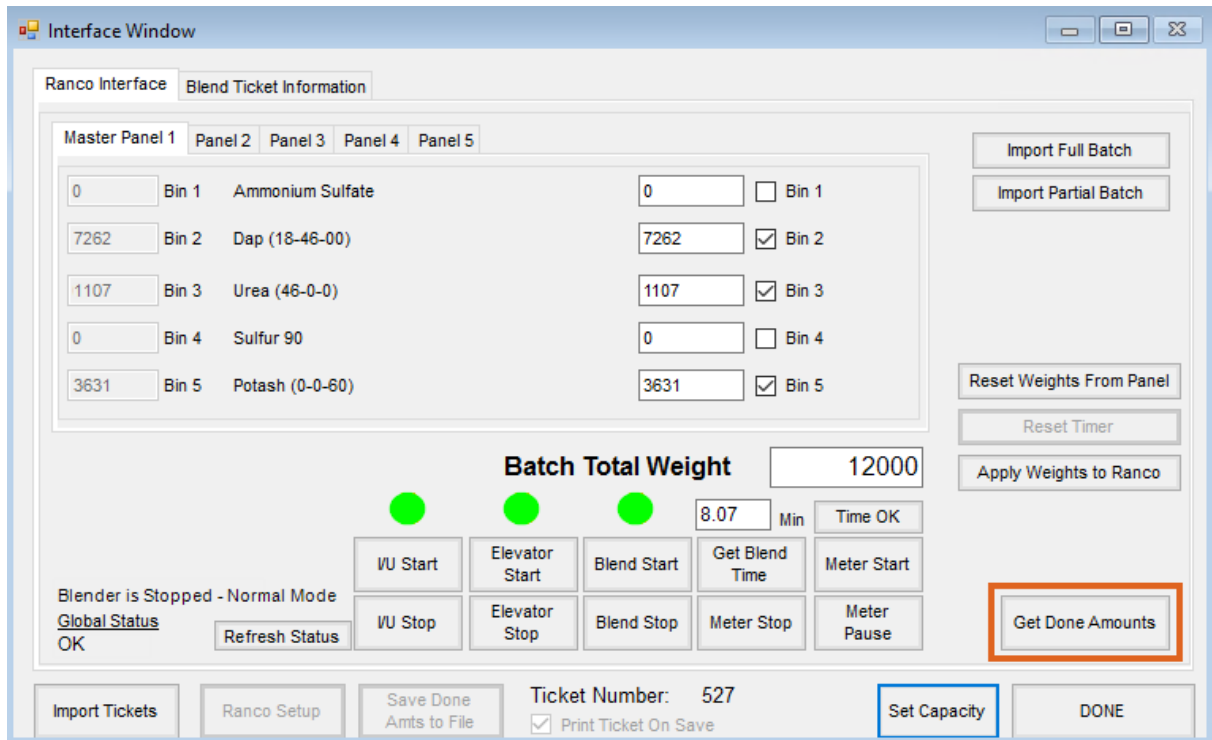 Interface Window
Ranco Interface Blend Ticket Information
Master Panel 1 Panel 2 Panel 3 Panel 4 Panel 5
0 Bin 1 Ammonium Sulfate 0 Bin 1
7262 Bin 2 Dap (18-46-00) 7262 Bin 2
1107 Bin 3 Urea (46-0-0) 1107 Bin 3
0 Bin 4 Sulfur 90 0 Bin 4
3631 Bin 5 Potash (0-0-60) 3631 Bin 5
Import Full Batch
Import Partial Batch
Reset Weights From Panel
Reset Timer
Apply Weights to Ranco
Batch Total Weight 12000
8.07 Min Time OK
I/U Start
Elevator
Start
Blend Start
Get Blend
Time
Meter Start
Blender is Stopped - Normal Mode
Global Status
OK
Refresh Status
I/U Stop
Elevator
Stop
Blend Stop
Meter Stop
Meter
Pause
Get Done Amounts
Import Tickets
Ranco Setup
Save Done
Amts to File
Ticket Number: 527
Print Ticket On Save
Set Capacity
DONE